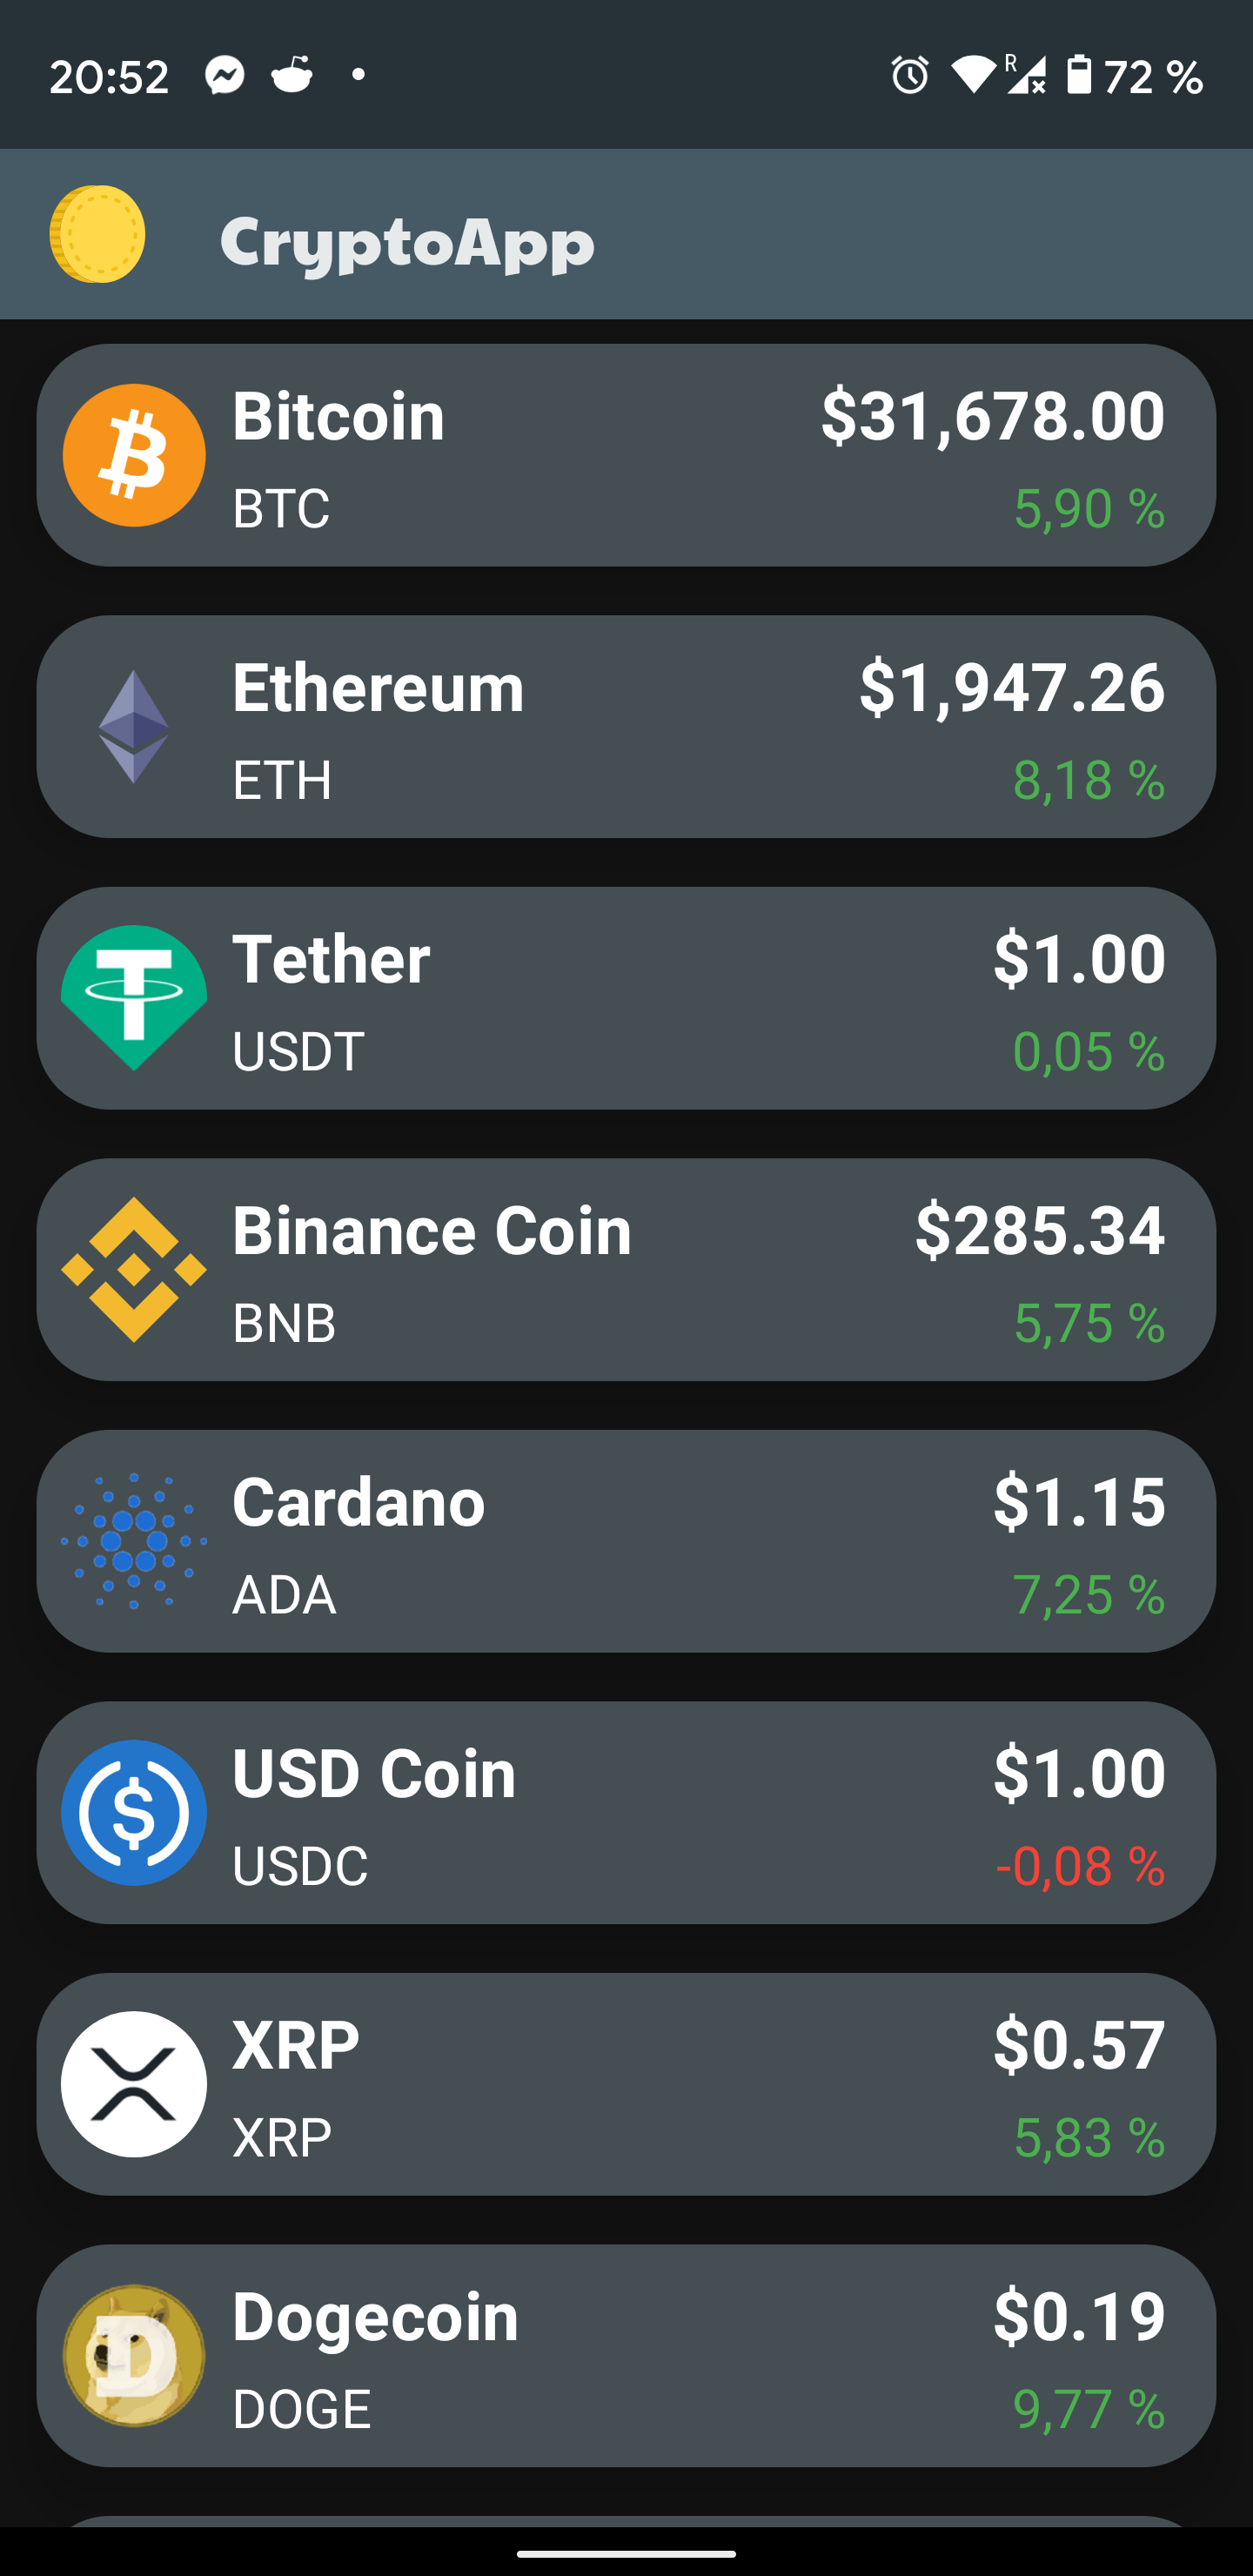 20:52 R 72 %
CryptoApp
Bitcoin $31,678.00
BTC 5,90 %
Ethereum $1,947.26
ETH 8,18 %
Tether $1.00
USDT 0,05 %
Binance Coin $285.34
BNB 5,75 %
Cardano $1.15
ADA 7,25 %
USD Coin $1.00
USDC -0,08 %
XRP $0.57
XRP 5,83 %
Dogecoin $0.19
DOGE 9,77 %